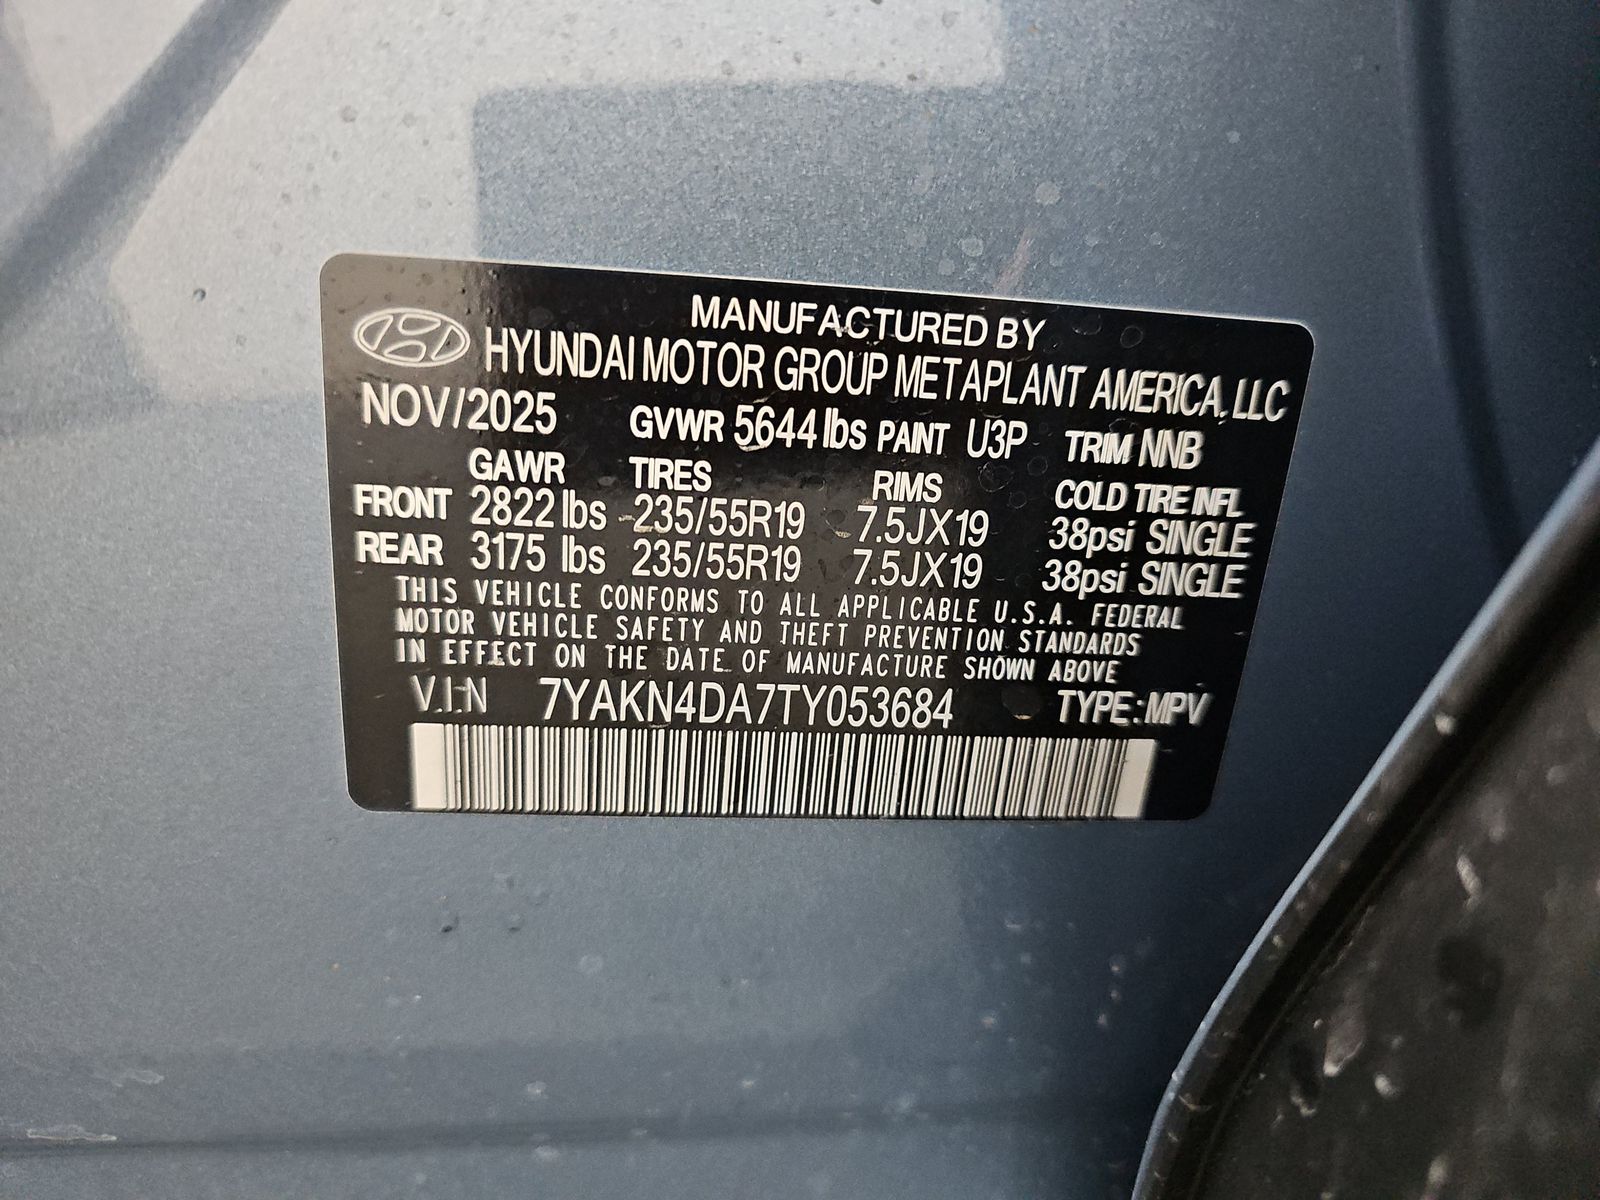 MANUFACTURED BY
HYUNDAI MOTOR GROUP METAPLANT AMERICA, LLC
NOV/2025 GVWR 5644 lbs PAINT U3P TRIM NNB
GAWR TIRES RIMS COLD TIRE INFL
FRONT 2822 lbs 235/55R19 7.5JX19 38psi SINGLE
REAR 3175 lbs 235/55R19 7.5JX19 38psi SINGLE
THIS VEHICLE CONFORMS TO ALL APPLICABLE U.S.A. FEDERAL
MOTOR VEHICLE SAFETY AND THEFT PREVENTION STANDARDS
IN EFFECT ON THE DATE OF MANUFACTURE SHOWN ABOVE
V.I.N 7YAKN4DA7TY053684 TYPE: MPV